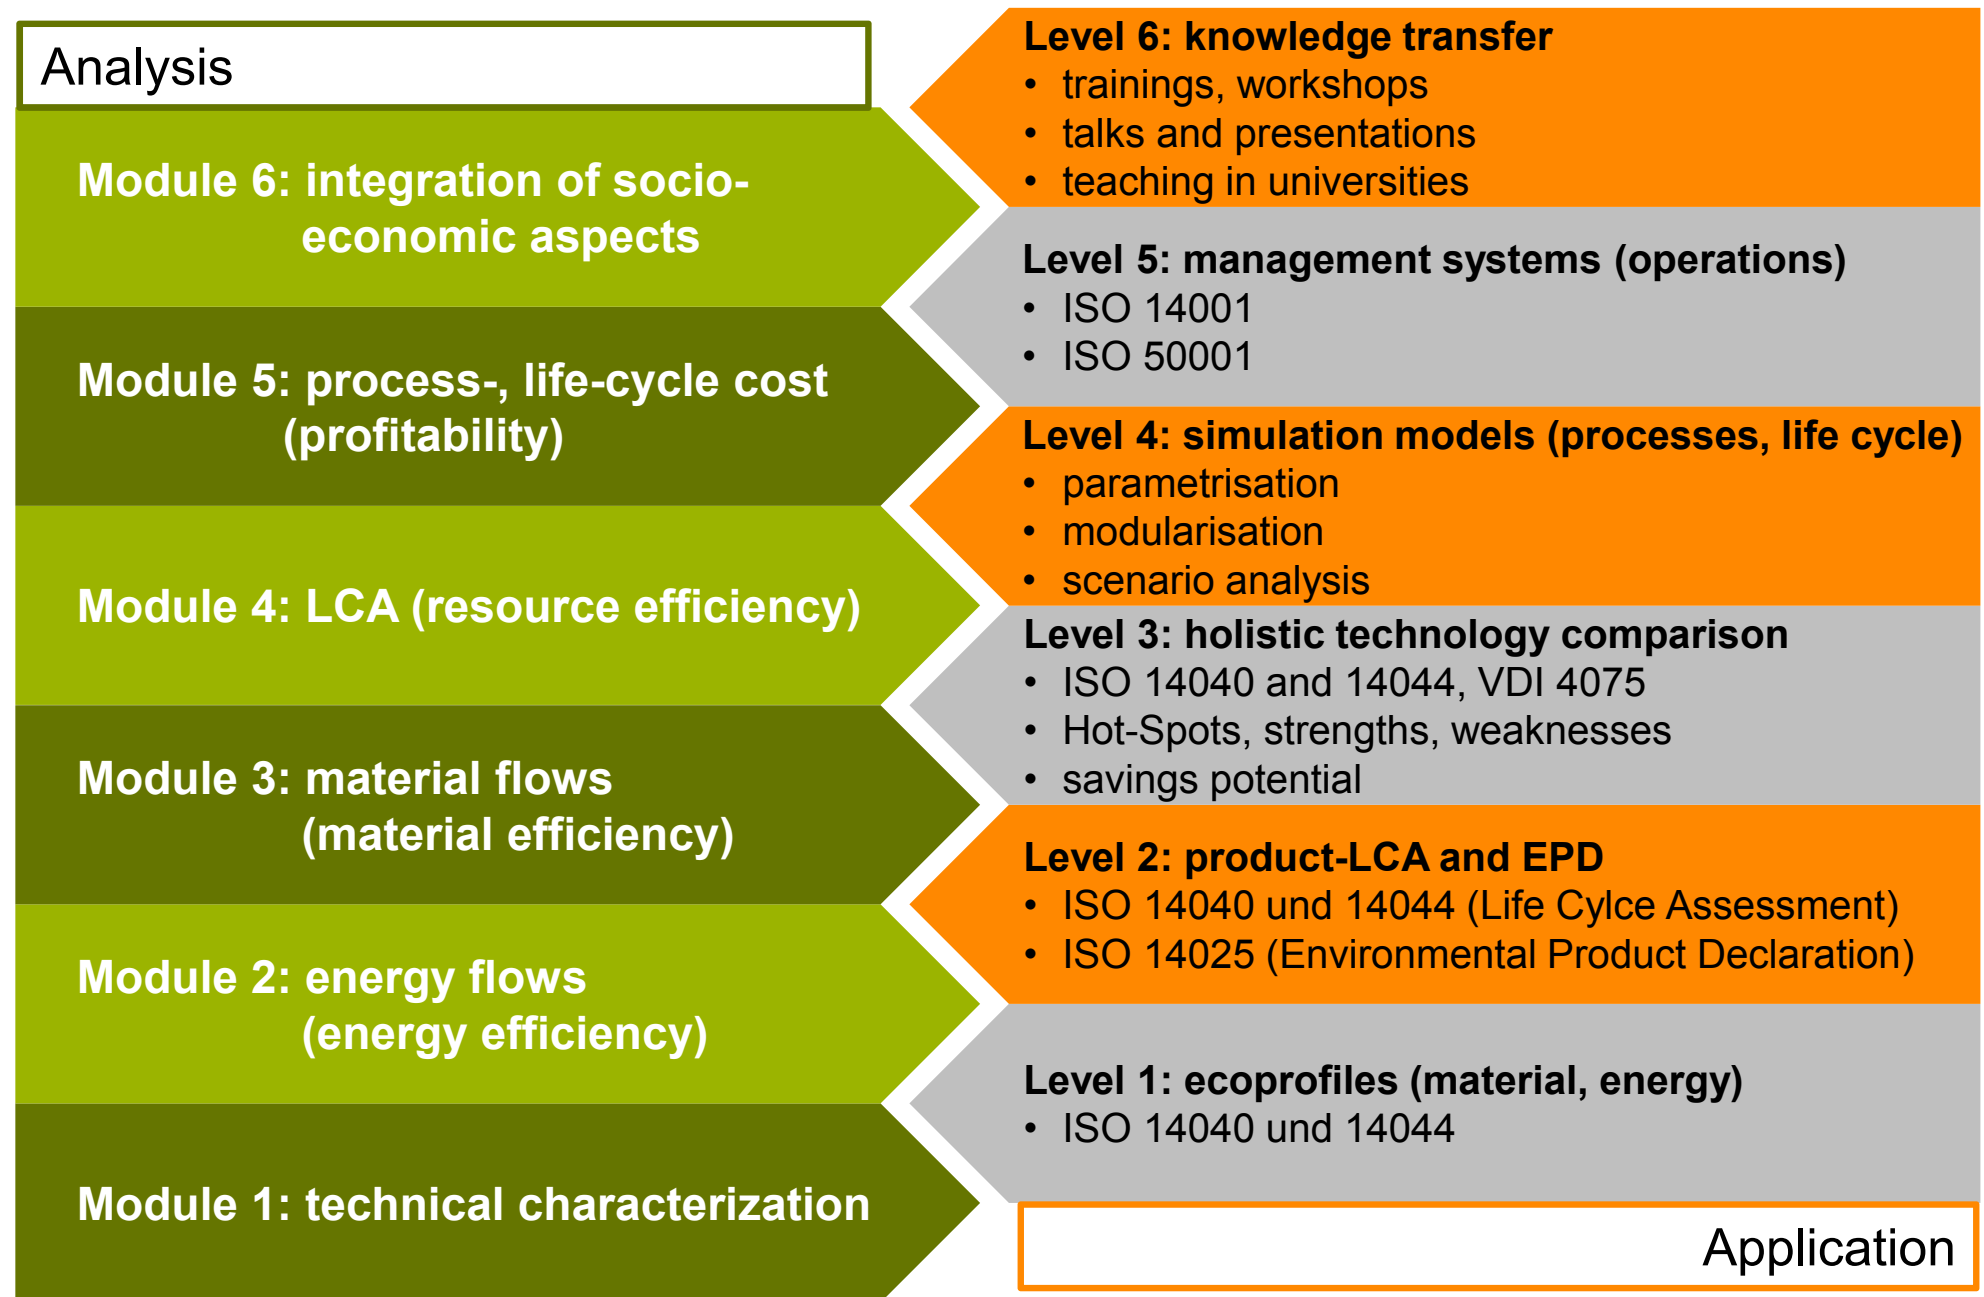 Analysis
Module 6: integration of socio-
economic aspects
Module 5: process-, life-cycle cost
(profitability)
Module 4: LCA (resource efficiency)
Module 3: material flows
(material efficiency)
Module 2: energy flows
(energy efficiency)
Module 1: technical characterization
Level 6: knowledge transfer
• trainings, workshops
• talks and presentations
• teaching in universities
Level 5: management systems (operations)
• ISO 14001
• ISO 50001
Level 4: simulation models (processes, life cycle)
• parametrisation
• modularisation
• scenario analysis
Level 3: holistic technology comparison
• ISO 14040 and 14044, VDI 4075
• Hot-Spots, strengths, weaknesses
• savings potential
Level 2: product-LCA and EPD
• ISO 14040 und 14044 (Life Cylce Assessment)
• ISO 14025 (Environmental Product Declaration)
Level 1: ecoprofiles (material, energy)
• ISO 14040 und 14044
Application